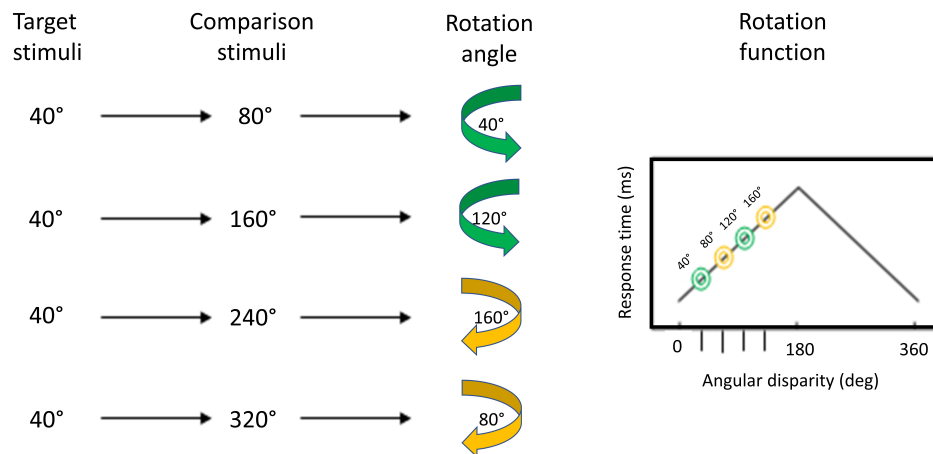 Target
stimuli
Comparison
stimuli
Rotation
angle
Rotation
function
40°
80°
40°
40°
160°
120°
40°
240°
160°
40°
320°
80°
Response time (ms)
40°
80°
120°
160°
0
180
360
Angular disparity (deg)